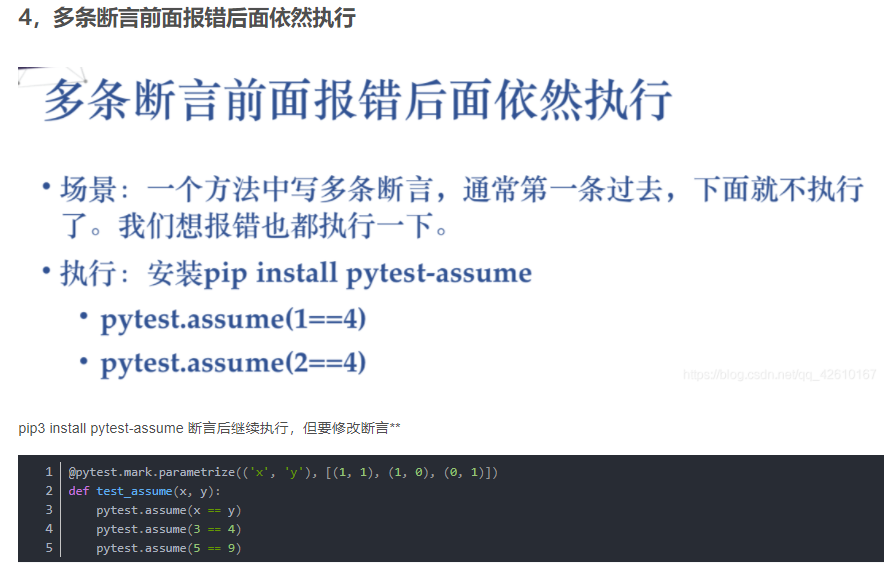 4，多条断言前面报错后面依然执行
多条断言前面报错后面依然执行
• 场景：一个方法中写多条断言，通常第一条过去，下面就不执行
了。我们想报错也都执行一下。
• 执行：安装pip install pytest-assume
• pytest.assume(1==4)
• pytest.assume(2==4)
https://blog.csdn.net/qq_42610167
pip3 install pytest-assume 断言后继续执行，但要修改断言**
1 @pytest.mark.parametrize(('x', 'y'), [(1, 1), (1, 0), (0, 1)])
2 def test_assume(x, y):
3     pytest.assume(x == y)
4     pytest.assume(3 == 4)
5     pytest.assume(5 == 9)